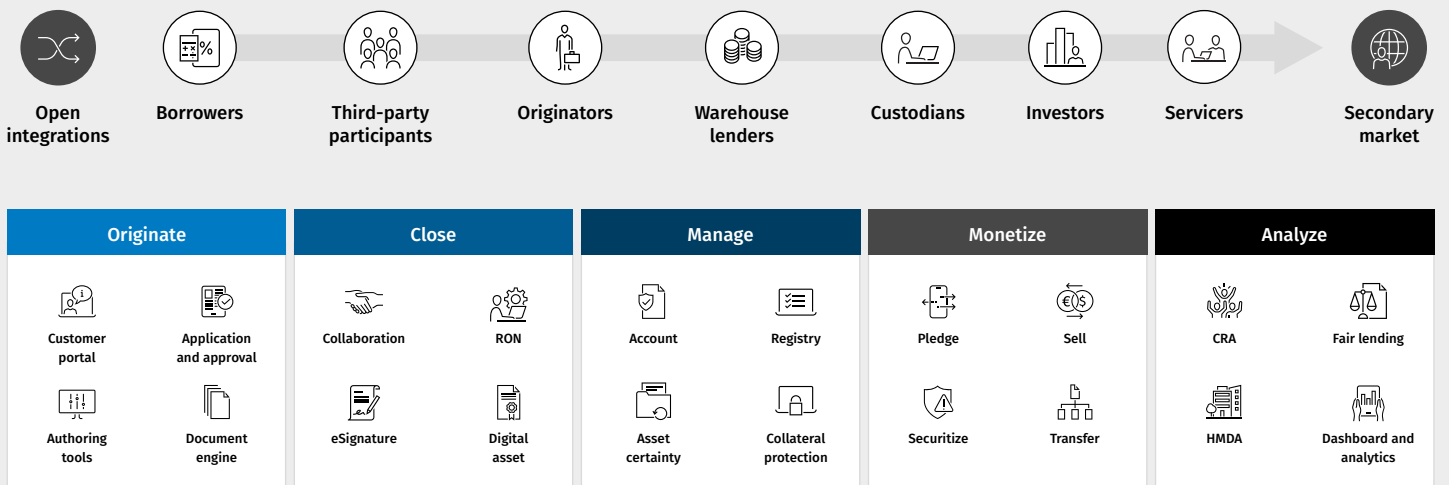 Open
integrations
Borrowers
Third-party
participants
Originators
Warehouse
lenders
Custodians
Investors
Servicers
Secondary
market
Originate
Customer
portal
Application
and approval
Authoring
tools
Document
engine
Close
Collaboration
RON
eSignature
Digital
asset
Manage
Account
Registry
Asset
certainty
Collateral
protection
Monetize
Pledge
Sell
Securitize
Transfer
Analyze
CRA
Fair lending
HMDA
Dashboard and
analytics